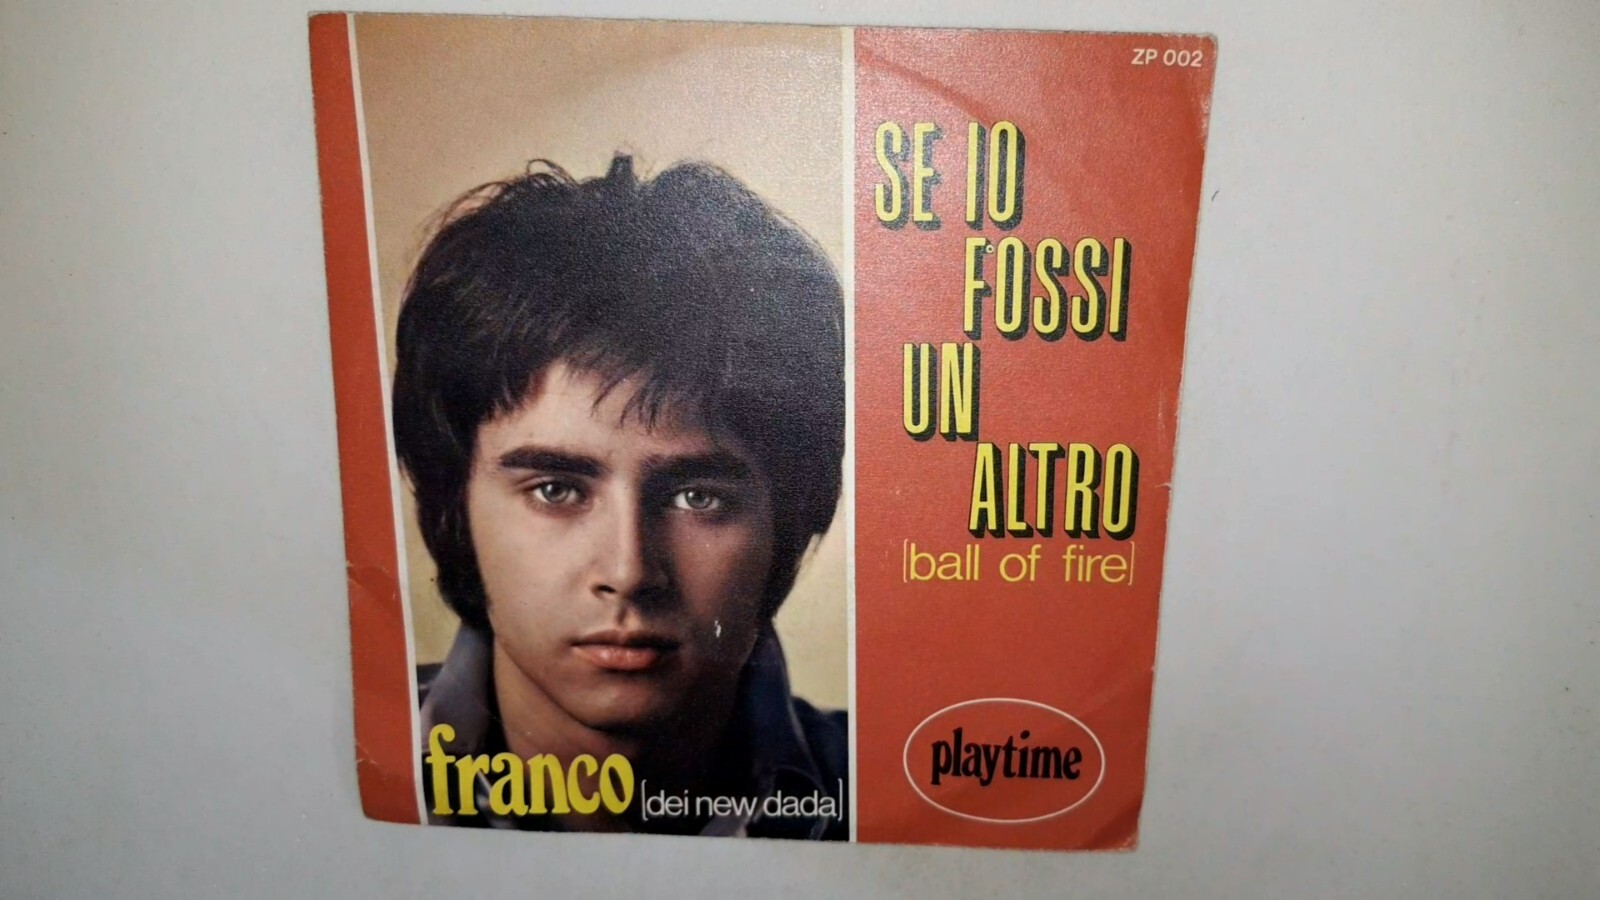 ZP 002
SE IO
FOSSI
UN
ALTRO
(ball of fire)
playtime
franco (dei new dada)